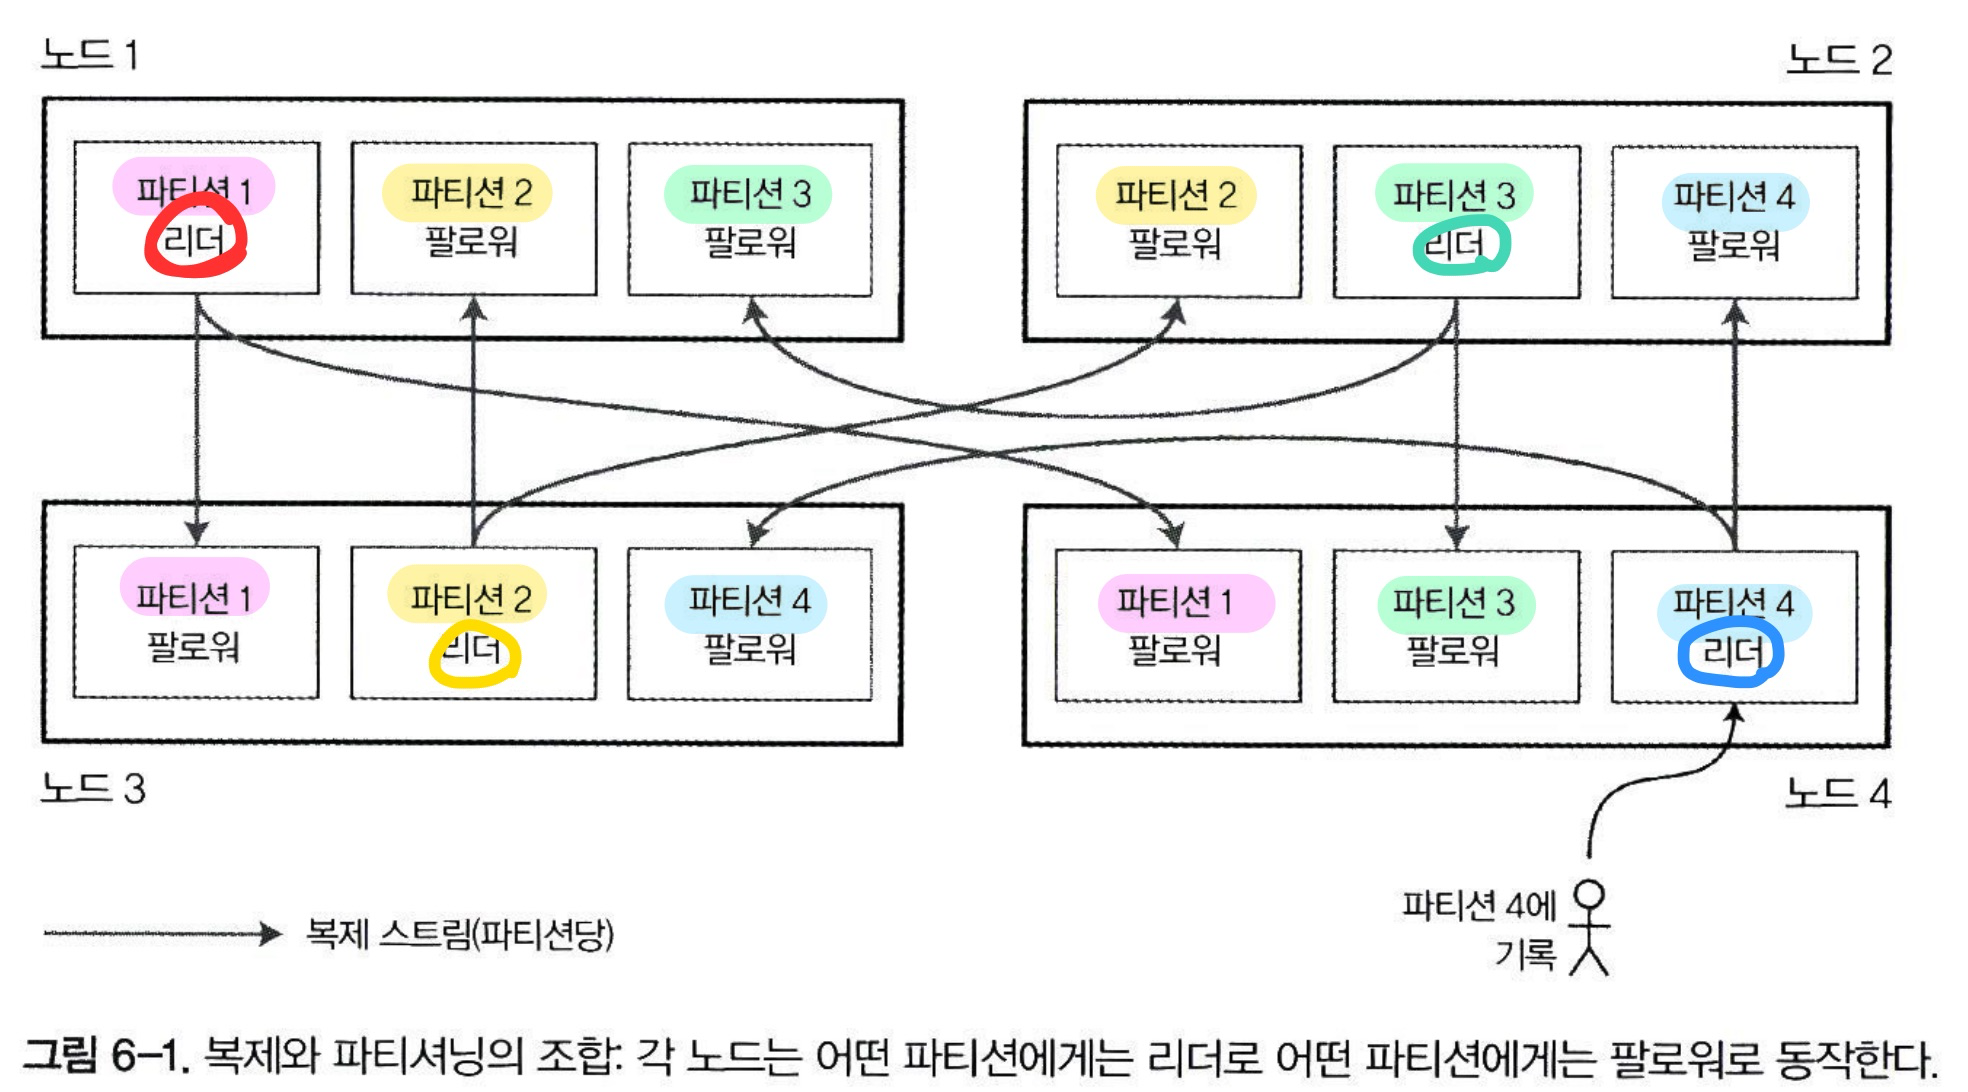 노드 1
노드 2
파티션 1
리더
파티션 2
팔로워
파티션 3
팔로워
파티션 2
팔로워
파티션 3
리더
파티션 4
팔로워
파티션 1
팔로워
파티션 2
리더
파티션 4
팔로워
파티션 1
팔로워
파티션 3
팔로워
파티션 4
리더
노드 3
노드 4
복제 스트림(파티션당)
파티션 4에
기록
그림 6-1. 복제와 파티셔닝의 조합: 각 노드는 어떤 파티션에게는 리더로 어떤 파티션에게는 팔로워로 동작한다.